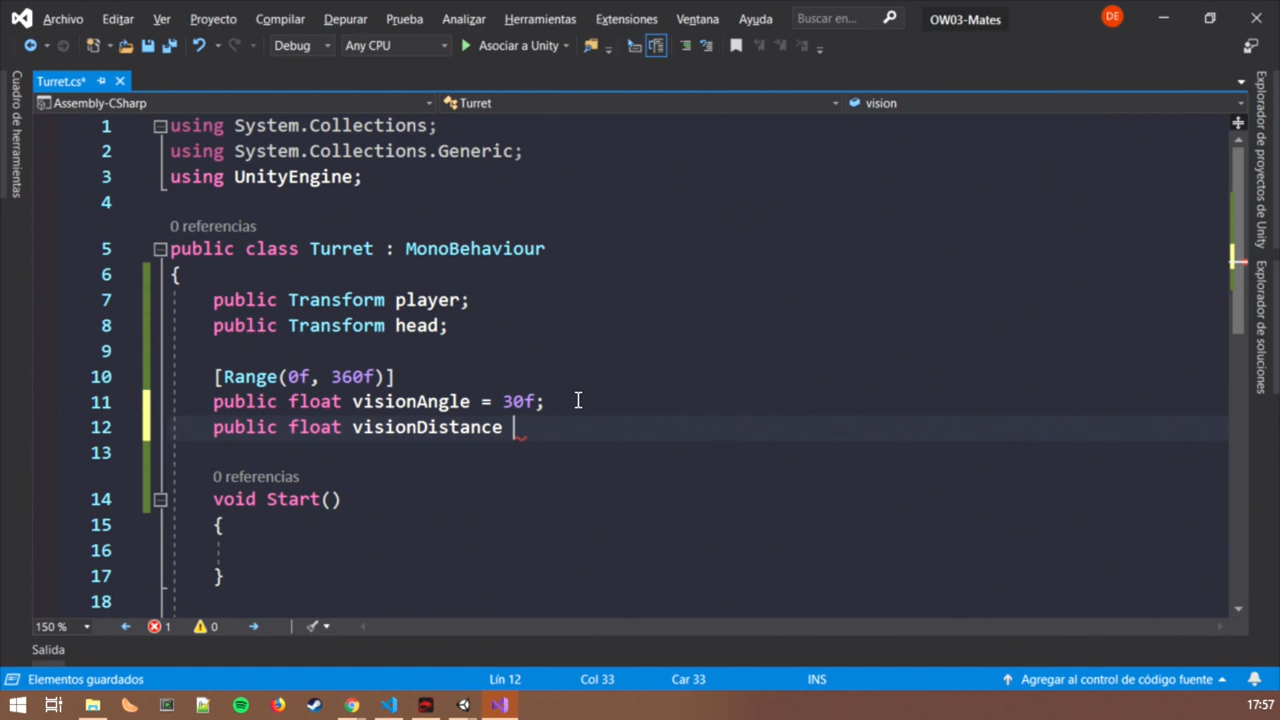 Archivo Editar Ver Proyecto Compilar Depurar Prueba Analizar Herramientas Extensiones Ventana Ayuda Buscar en... OW03-Mates DE
Debug Any CPU Asociar a Unity
Turret.cs*
Assembly-CSharp Turret vision
Cuadro de herramientas
1 using System.Collections;
2 using System.Collections.Generic;
3 using UnityEngine;
4
0 referencias
5 public class Turret : MonoBehaviour
6 {
7 public Transform player;
8 public Transform head;
9
10 [Range(0f, 360f)]
11 public float visionAngle = 30f;
12 public float visionDistance
13
0 referencias
14 void Start()
15 {
16
17 }
18
Explorador de proyectos de Unity
Explorador de soluciones
150 % 1 0
Salida
Elementos guardados Lín 12 Col 33 Car 33 INS Agregar al control de código fuente
17:57